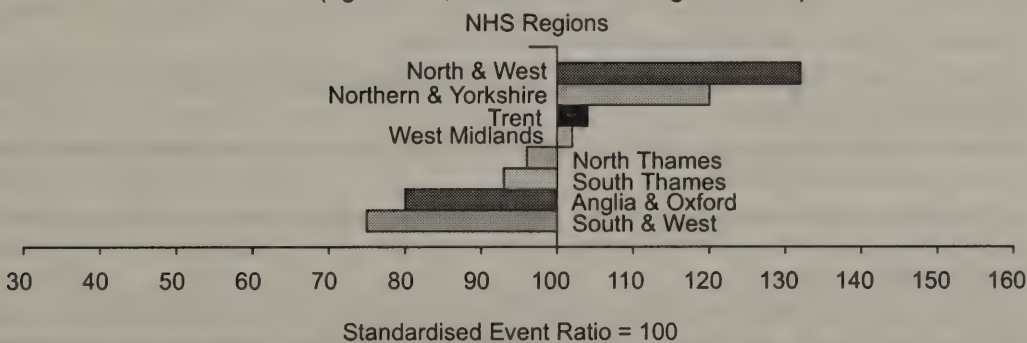 NHS Regions
North & West
Northern & Yorkshire
Trent
West Midlands
North Thames
South Thames
Anglia & Oxford
South & West
30 40 50 60 70 80 90 100 110 120 130 140 150 160
Standardised Event Ratio = 100